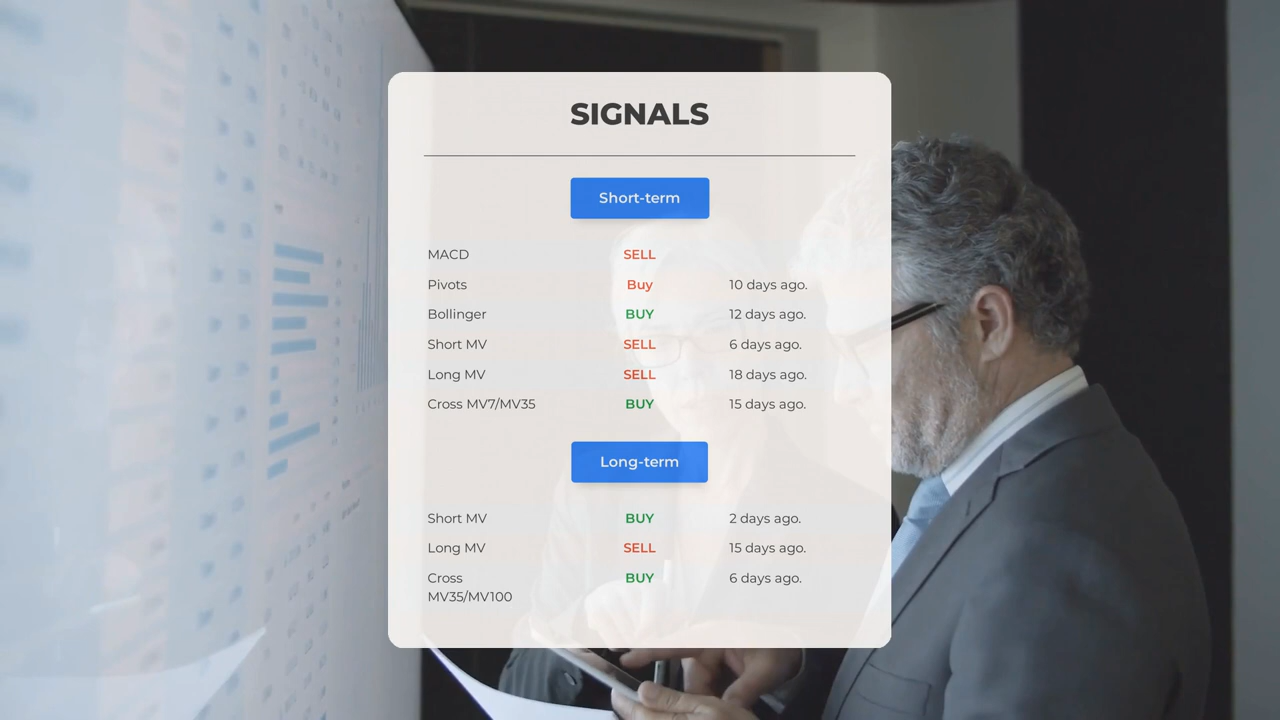 SIGNALS
Short-term
MACD SELL
Pivots Buy 10 days ago.
Bollinger BUY 12 days ago.
Short MV SELL 6 days ago.
Long MV SELL 18 days ago.
Cross MV7/MV35 BUY 15 days ago.
Long-term
Short MV BUY 2 days ago.
Long MV SELL 15 days ago.
Cross BUY 6 days ago.
MV35/MV100